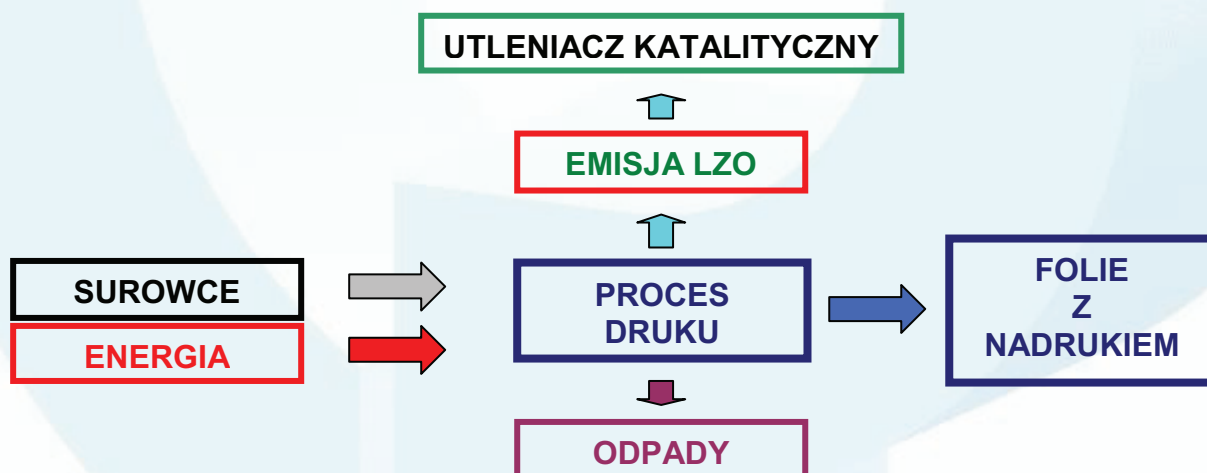 UTLENIACZ KATALITYCZNY
EMISJA LZO
SUROWCE
ENERGIA
PROCES
DRUKU
FOLIE
Z
NADRUKIEM
ODPADY